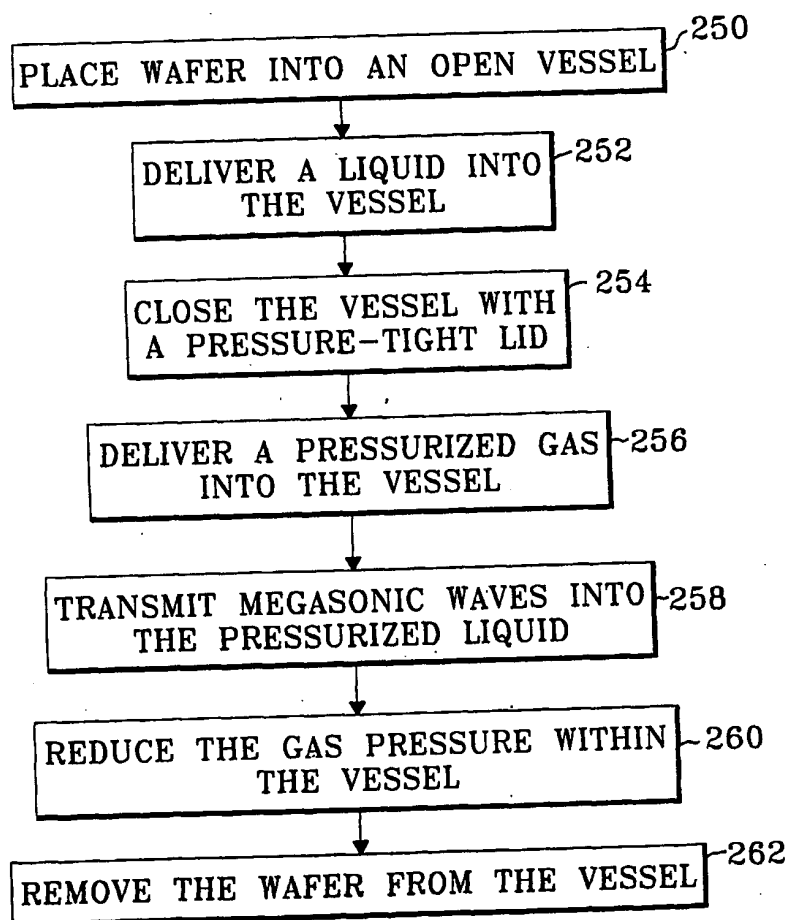 250
PLACE WAFER INTO AN OPEN VESSEL
252
DELIVER A LIQUID INTO
THE VESSEL
254
CLOSE THE VESSEL WITH
A PRESSURE-TIGHT LID
DELIVER A PRESSURIZED GAS
INTO THE VESSEL
256
TRANSMIT MEGASONIC WAVES INTO
THE PRESSURIZED LIQUID
258
REDUCE THE GAS PRESSURE WITHIN
THE VESSEL
260
REMOVE THE WAFER FROM THE VESSEL
262